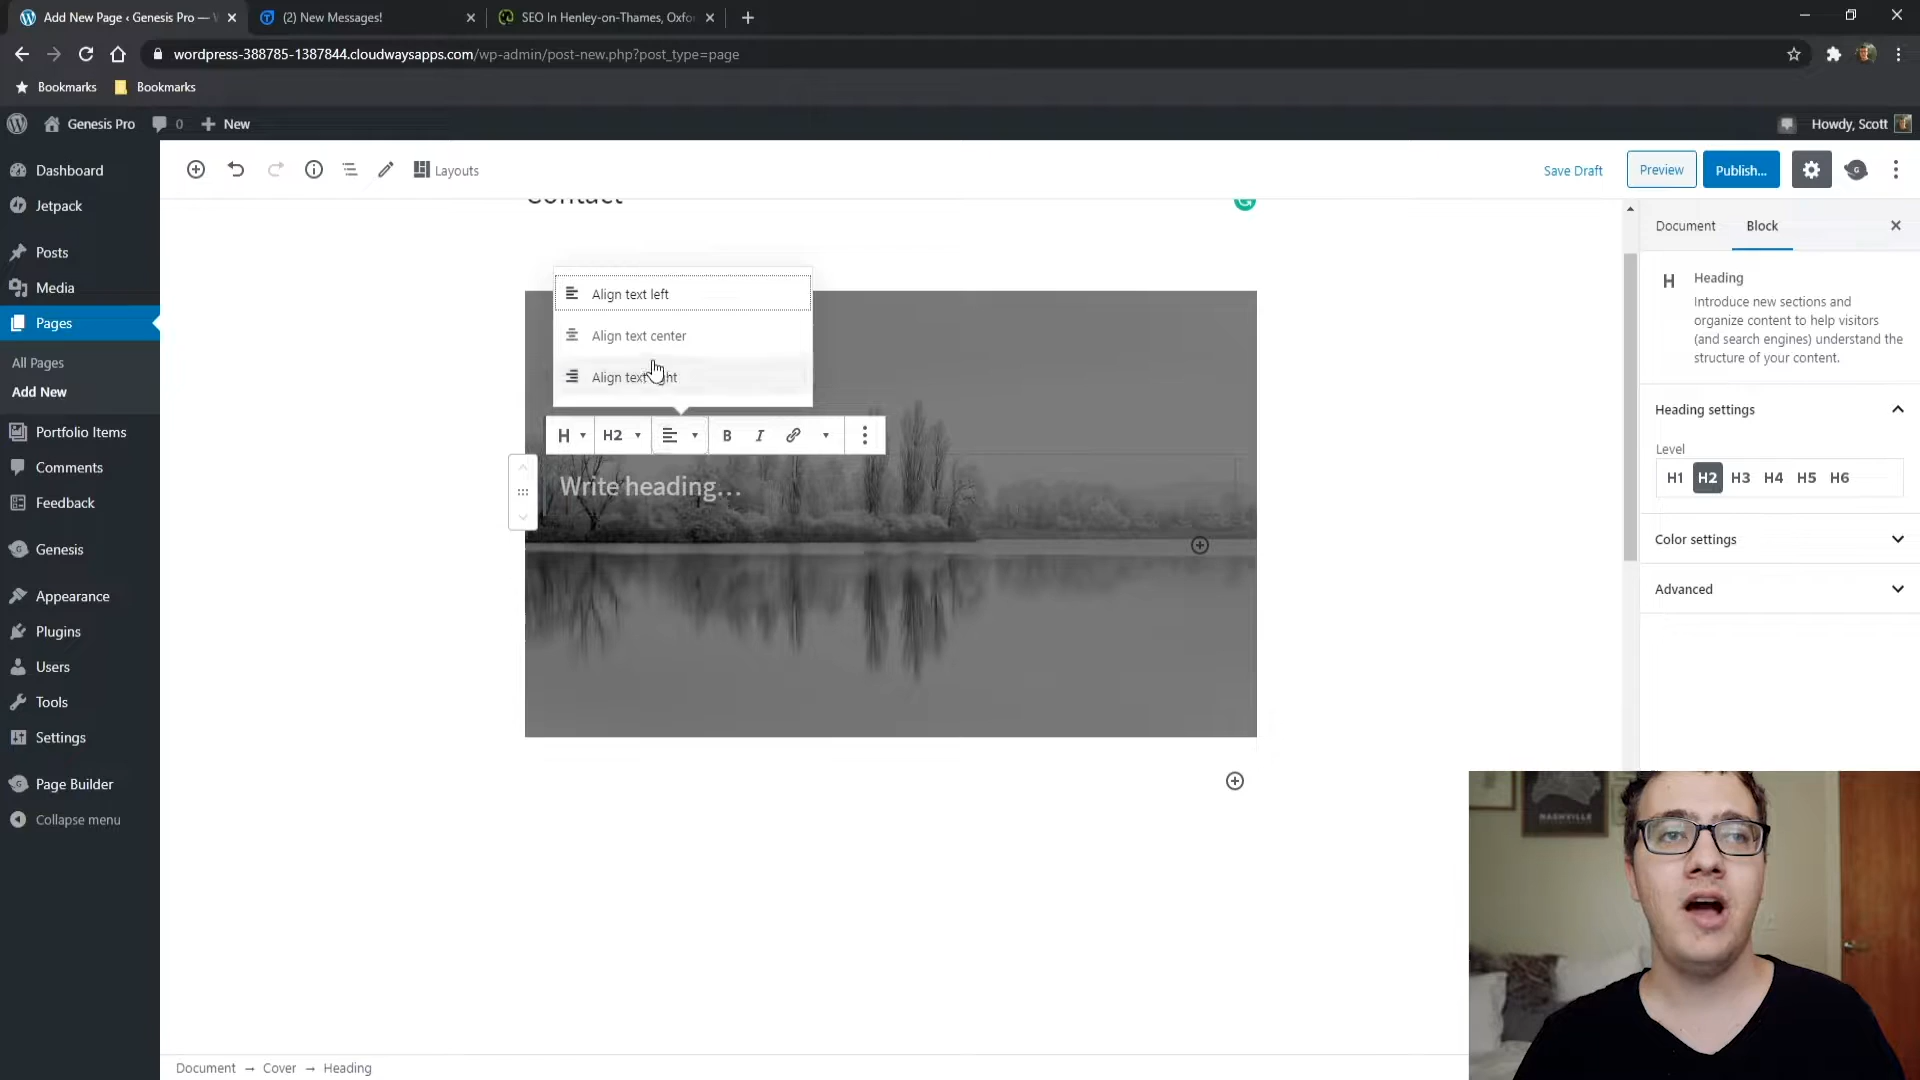 Add New Page ‹ Genesis Pro —
(2) New Messages!
SEO In Henley-on-Thames, Oxfo
wordpress-388785-1387844.cloudwaysapps.com/wp-admin/post-new.php?post_type=page
Bookmarks
Bookmarks
Genesis Pro
0
New
Howdy, Scott
Dashboard
Jetpack
Posts
Media
Pages
All Pages
Add New
Portfolio Items
Comments
Feedback
Genesis
Appearance
Plugins
Users
Tools
Settings
Page Builder
Collapse menu
Layouts
Save Draft
Preview
Publish...
Contact
Align text left
Align text center
Align text right
H
H2
B
I
Write heading…
Document
Block
H
Heading
Introduce new sections and
organize content to help visitors
(and search engines) understand the
structure of your content.
Heading settings
Level
H1 H2 H3 H4 H5 H6
Color settings
Advanced
NASHVILLE
Document → Cover → Heading